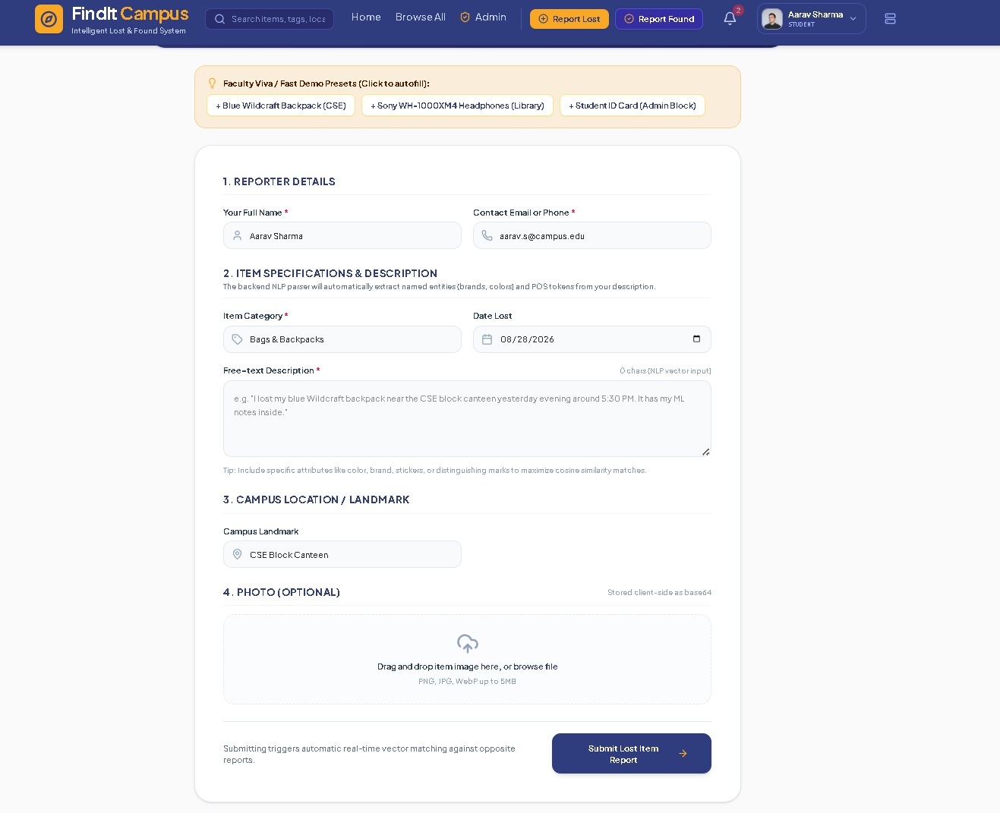 FindIt Campus
Intelligent Lost & Found System
Search items, tags, loca
Home
Browse All
Admin
Report Lost
Report Found
2
Aarav Sharma
STUDENT
Faculty Viva / Fast Demo Presets (Click to autofill):
+ Blue Wildcraft Backpack (CSE)
+ Sony WH-1000XM4 Headphones (Library)
+ Student ID Card (Admin Block)
1. REPORTER DETAILS
Your Full Name *
Contact Email or Phone *
Aarav Sharma
aarav.s@campus.edu
2. ITEM SPECIFICATIONS & DESCRIPTION
The backend NLP parser will automatically extract named entities (brands, colors) and POS tokens from your description.
Item Category *
Date Lost
Bags & Backpacks
08/28/2026
Free-text Description *
0 chars (NLP vector input)
e.g. "I lost my blue Wildcraft backpack near the CSE block canteen yesterday evening around 5:30 PM. It has my ML
notes inside."
Tip: Include specific attributes like color, brand, stickers, or distinguishing marks to maximize cosine similarity matches.
3. CAMPUS LOCATION / LANDMARK
Campus Landmark
CSE Block Canteen
4. PHOTO (OPTIONAL)
Stored client-side as base64
Drag and drop item image here, or browse file
PNG, JPG, WebP up to 5MB
Submitting triggers automatic real-time vector matching against opposite
reports.
Submit Lost Item
Report